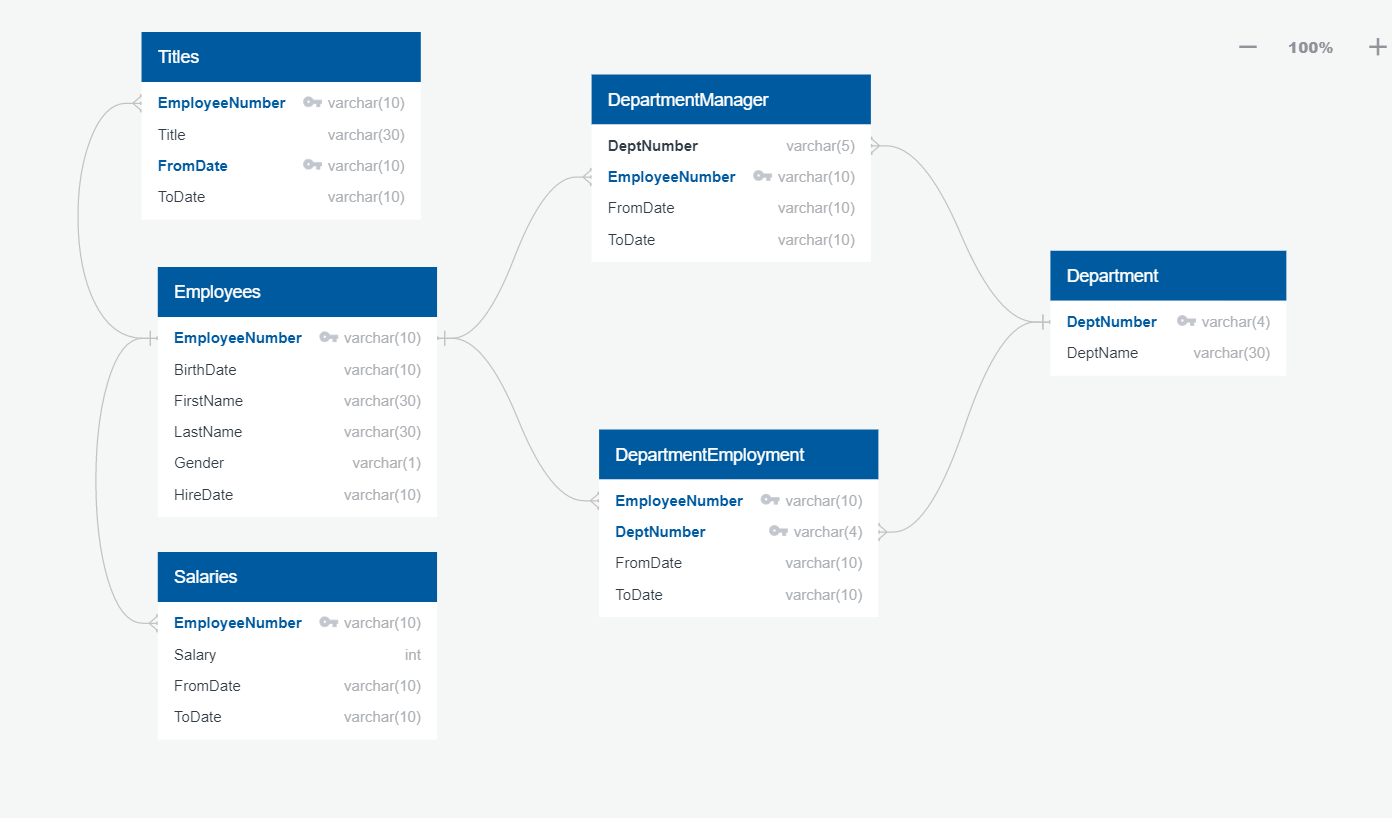 100%
Titles
EmployeeNumber varchar(10)
Title varchar(30)
FromDate varchar(10)
ToDate varchar(10)
Employees
EmployeeNumber varchar(10)
BirthDate varchar(10)
FirstName varchar(30)
LastName varchar(30)
Gender varchar(1)
HireDate varchar(10)
Salaries
EmployeeNumber varchar(10)
Salary int
FromDate varchar(10)
ToDate varchar(10)
DepartmentManager
DeptNumber varchar(5)
EmployeeNumber varchar(10)
FromDate varchar(10)
ToDate varchar(10)
DepartmentEmployment
EmployeeNumber varchar(10)
DeptNumber varchar(4)
FromDate varchar(10)
ToDate varchar(10)
Department
DeptNumber varchar(4)
DeptName varchar(30)